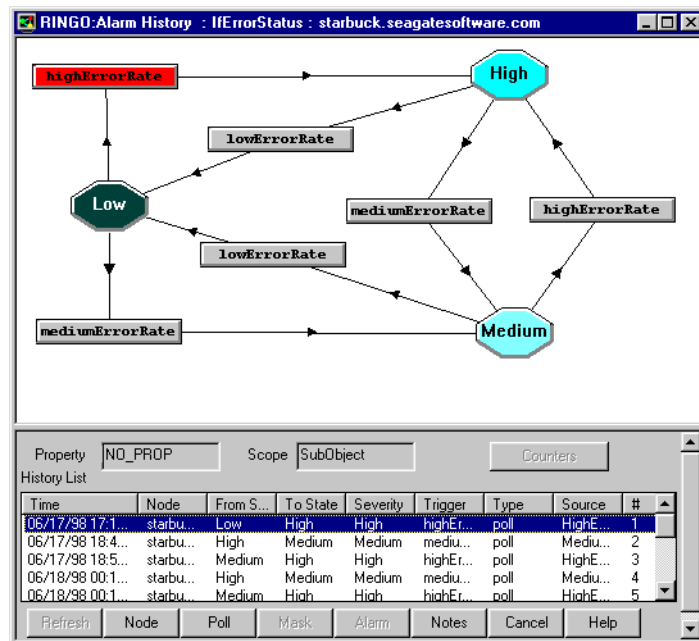 RINGO:Alarm History : IfErrorStatus : starbuck.seagatesoftware.com
highErrorRate
High
lowErrorRate
Low
mediumErrorRate
highErrorRate
lowErrorRate
mediumErrorRate
Medium
Property NO_PROP Scope SubObject Counters
History List
Time Node From S... To State Severity Trigger Type Source #
06/17/98 17:1... starbu... Low High High highEr... poll HighE... 1
06/17/98 18:4... starbu... High Medium Medium mediu... poll Mediu... 2
06/17/98 18:5... starbu... Medium High High highEr... poll HighE... 3
06/18/98 00:1... starbu... High Medium Medium mediu... poll Mediu... 4
06/18/98 00:1... starbu... Medium High High highEr... poll HighE... 5
Refresh Node Poll Mask Alarm Notes Cancel Help